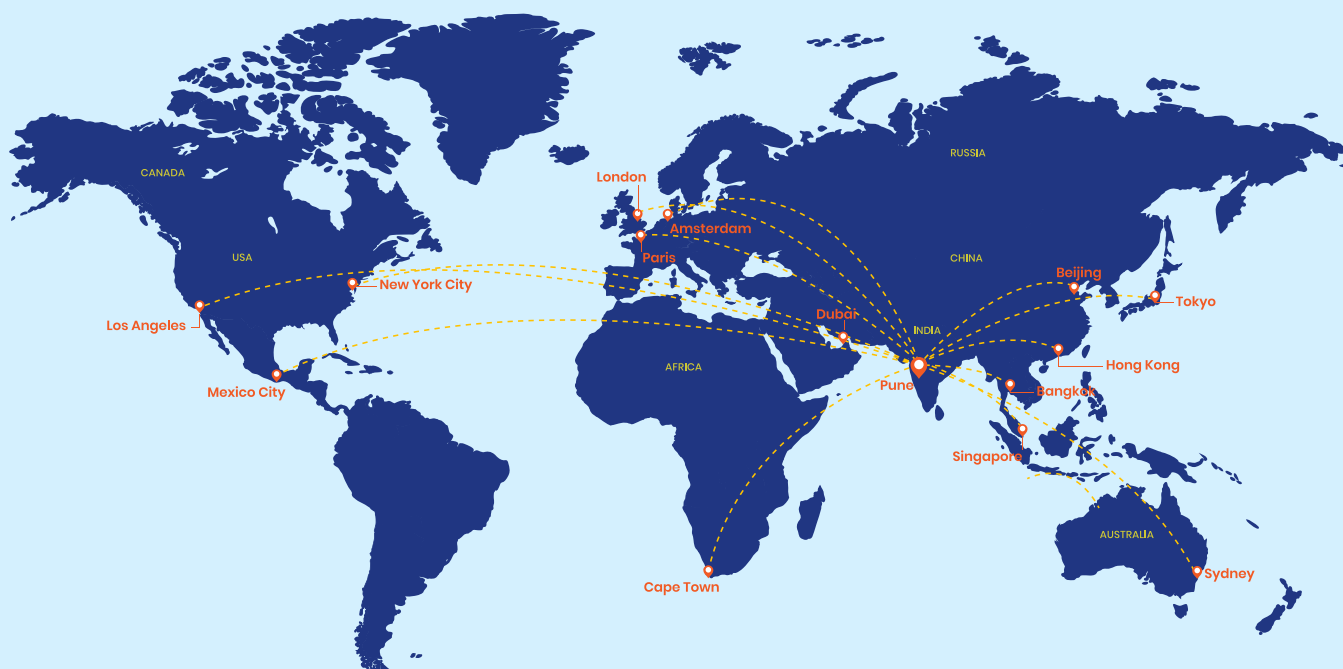 RUSSIA
CANADA
London
Amsterdam
USA
Paris
CHINA
Beijing
New York City
Tokyo
Los Angeles
Dubai
INDIA
AFRICA
Hong Kong
Mexico City
Pune
Bangkok
Singapore
AUSTRALIA
Sydney
Cape Town